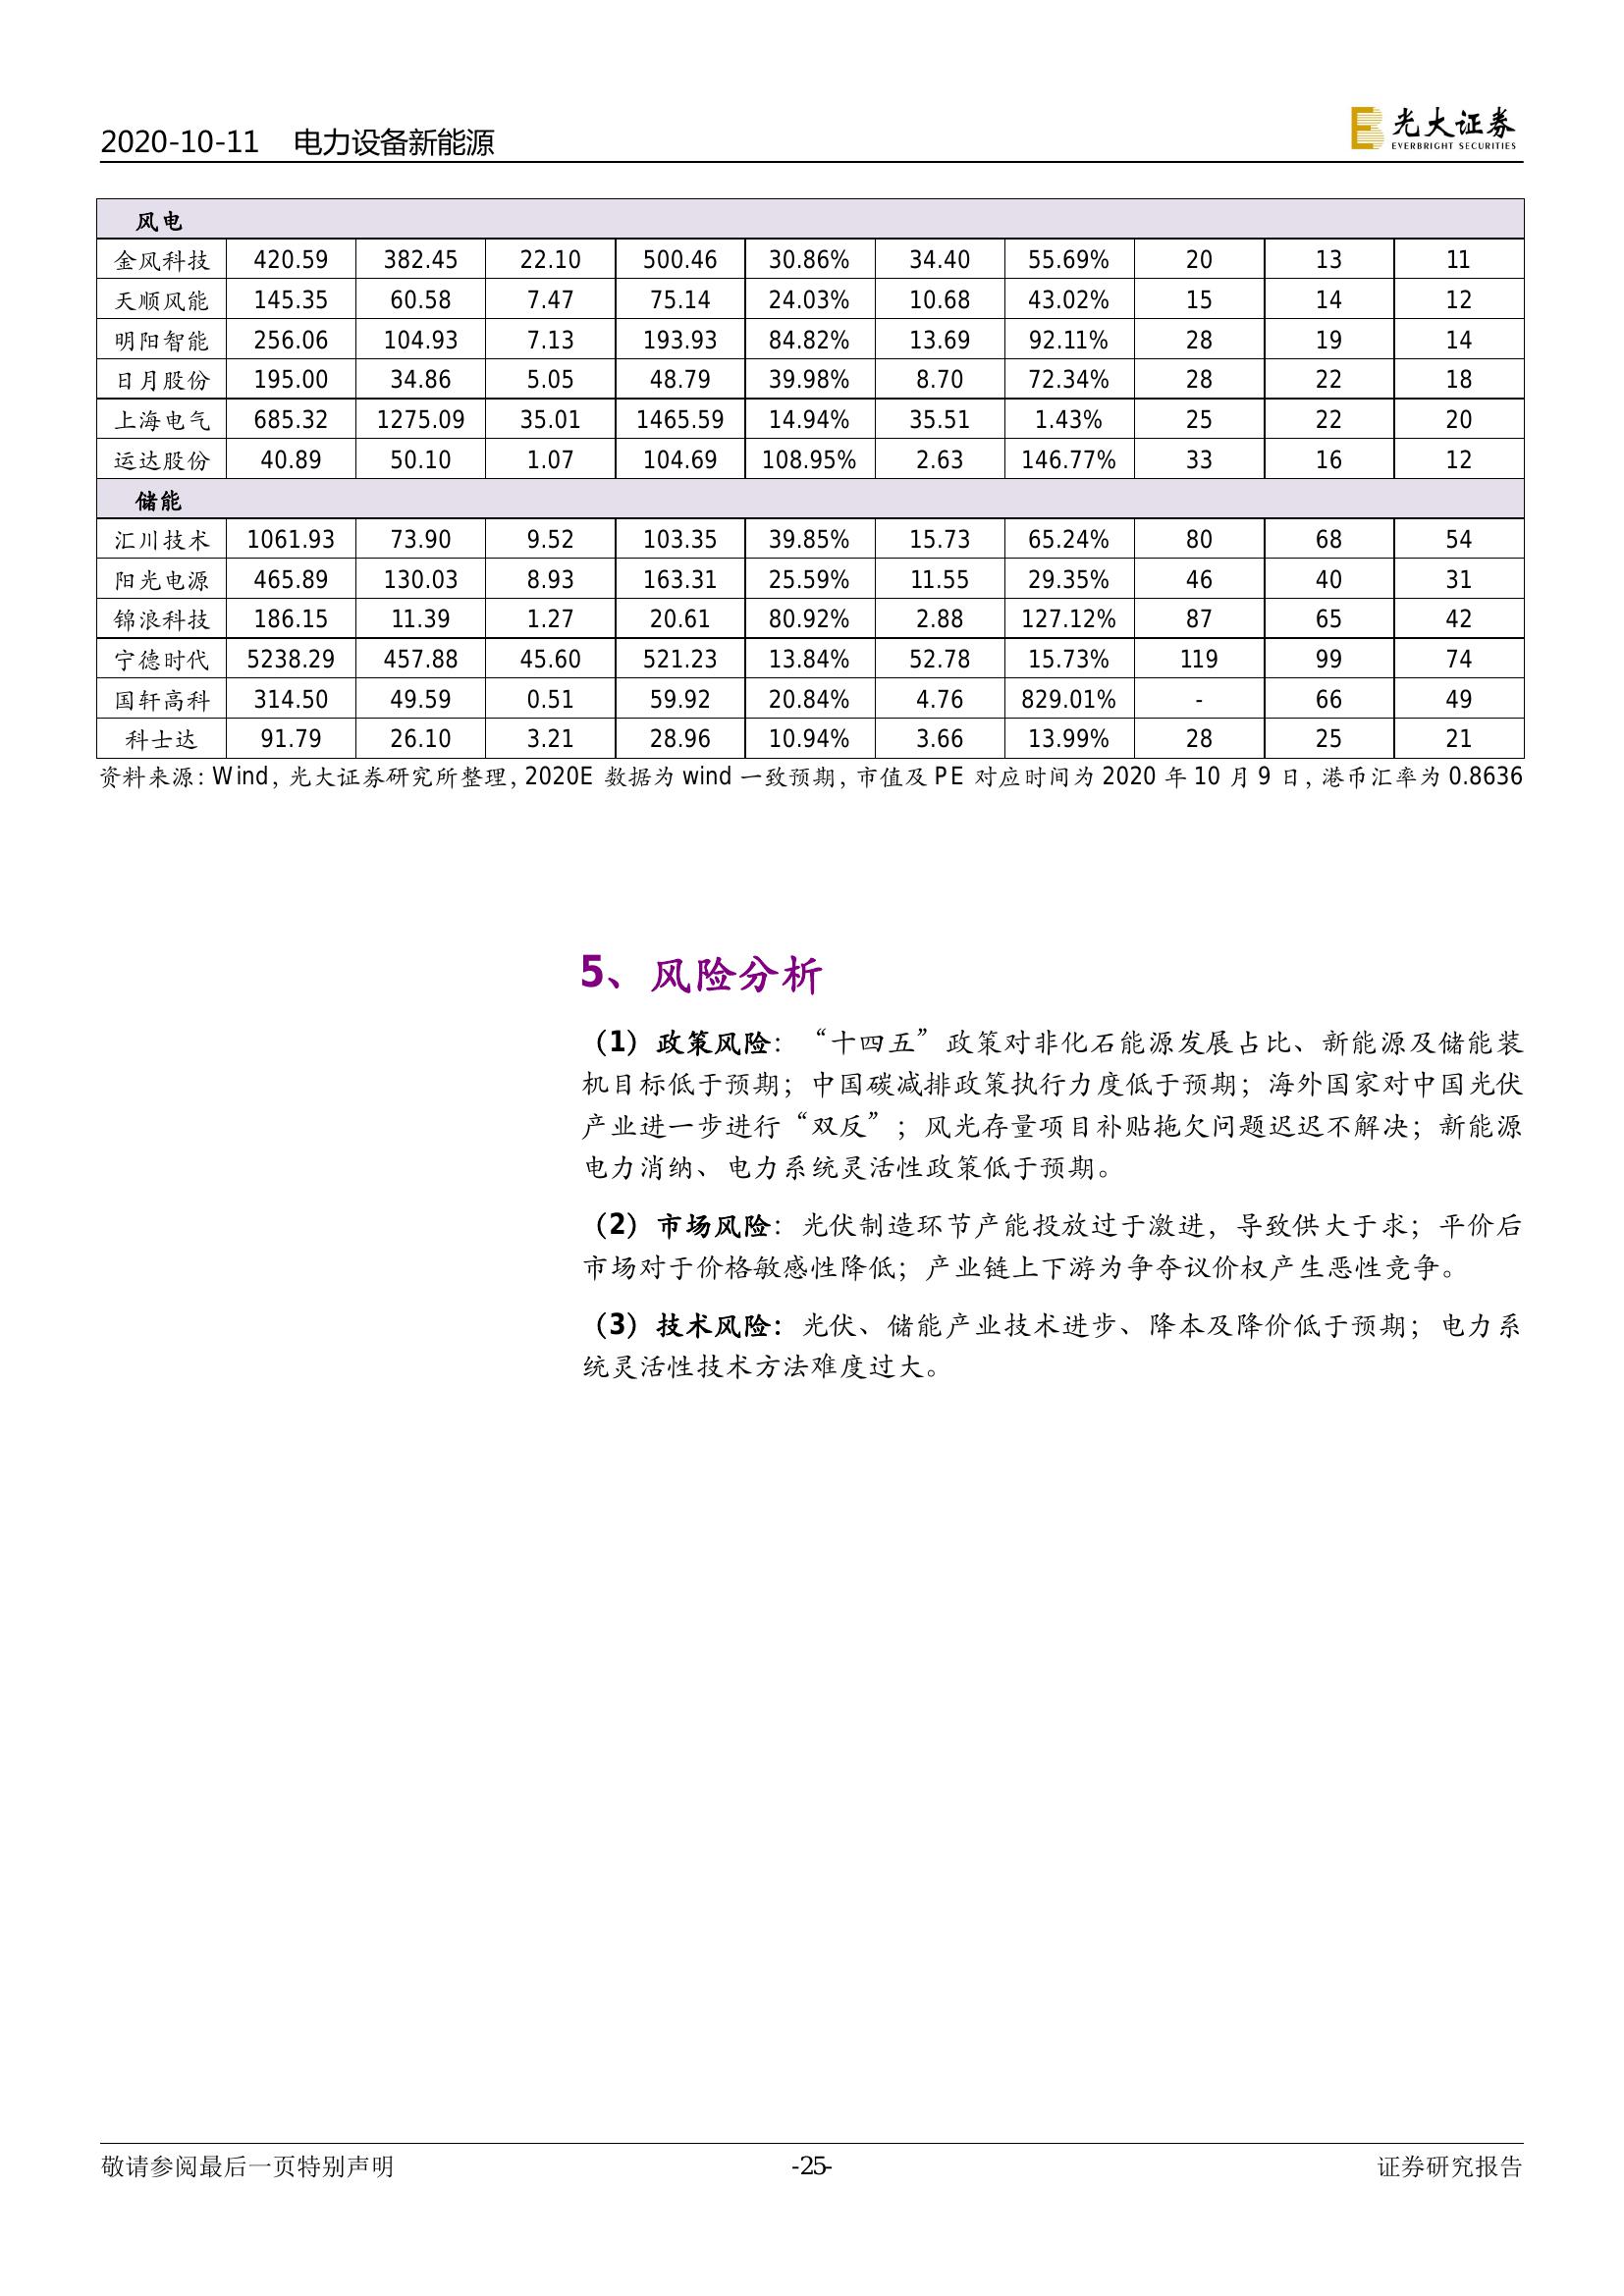 2020-10-11 电力设备新能源
光大证券
EVERBRIGHT SECURITIES
风电
金风科技 420.59 382.45 22.10 500.46 30.86% 34.40 55.69% 20 13 11
天顺风能 145.35 60.58 7.47 75.14 24.03% 10.68 43.02% 15 14 12
明阳智能 256.06 104.93 7.13 193.93 84.82% 13.69 92.11% 28 19 14
日月股份 195.00 34.86 5.05 48.79 39.98% 8.70 72.34% 28 22 18
上海电气 685.32 1275.09 35.01 1465.59 14.94% 35.51 1.43% 25 22 20
运达股份 40.89 50.10 1.07 104.69 108.95% 2.63 146.77% 33 16 12
储能
汇川技术 1061.93 73.90 9.52 103.35 39.85% 15.73 65.24% 80 68 54
阳光电源 465.89 130.03 8.93 163.31 25.59% 11.55 29.35% 46 40 31
锦浪科技 186.15 11.39 1.27 20.61 80.92% 2.88 127.12% 87 65 42
宁德时代 5238.29 457.88 45.60 521.23 13.84% 52.78 15.73% 119 99 74
国轩高科 314.50 49.59 0.51 59.92 20.84% 4.76 829.01% - 66 49
科士达 91.79 26.10 3.21 28.96 10.94% 3.66 13.99% 28 25 21
资料来源：Wind，光大证券研究所整理，2020E 数据为 wind 一致预期，市值及 PE 对应时间为 2020 年 10 月 9 日，港币汇率为 0.8636
5、风险分析
（1）政策风险：“十四五”政策对非化石能源发展占比、新能源及储能装
机目标低于预期；中国碳减排政策执行力度低于预期；海外国家对中国光伏
产业进一步进行“双反”；风光存量项目补贴拖欠问题迟迟不解决；新能源
电力消纳、电力系统灵活性政策低于预期。
（2）市场风险：光伏制造环节产能投放过于激进，导致供大于求；平价后
市场对于价格敏感性降低；产业链上下游为争夺议价权产生恶性竞争。
（3）技术风险：光伏、储能产业技术进步、降本及降价低于预期；电力系
统灵活性技术方法难度过大。
敬请参阅最后一页特别声明 -25- 证券研究报告